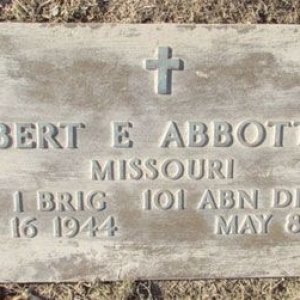 BERT E ABBOTT
MISSOURI
1 BRIG 101 ABN DI
16 1944 MAY 8